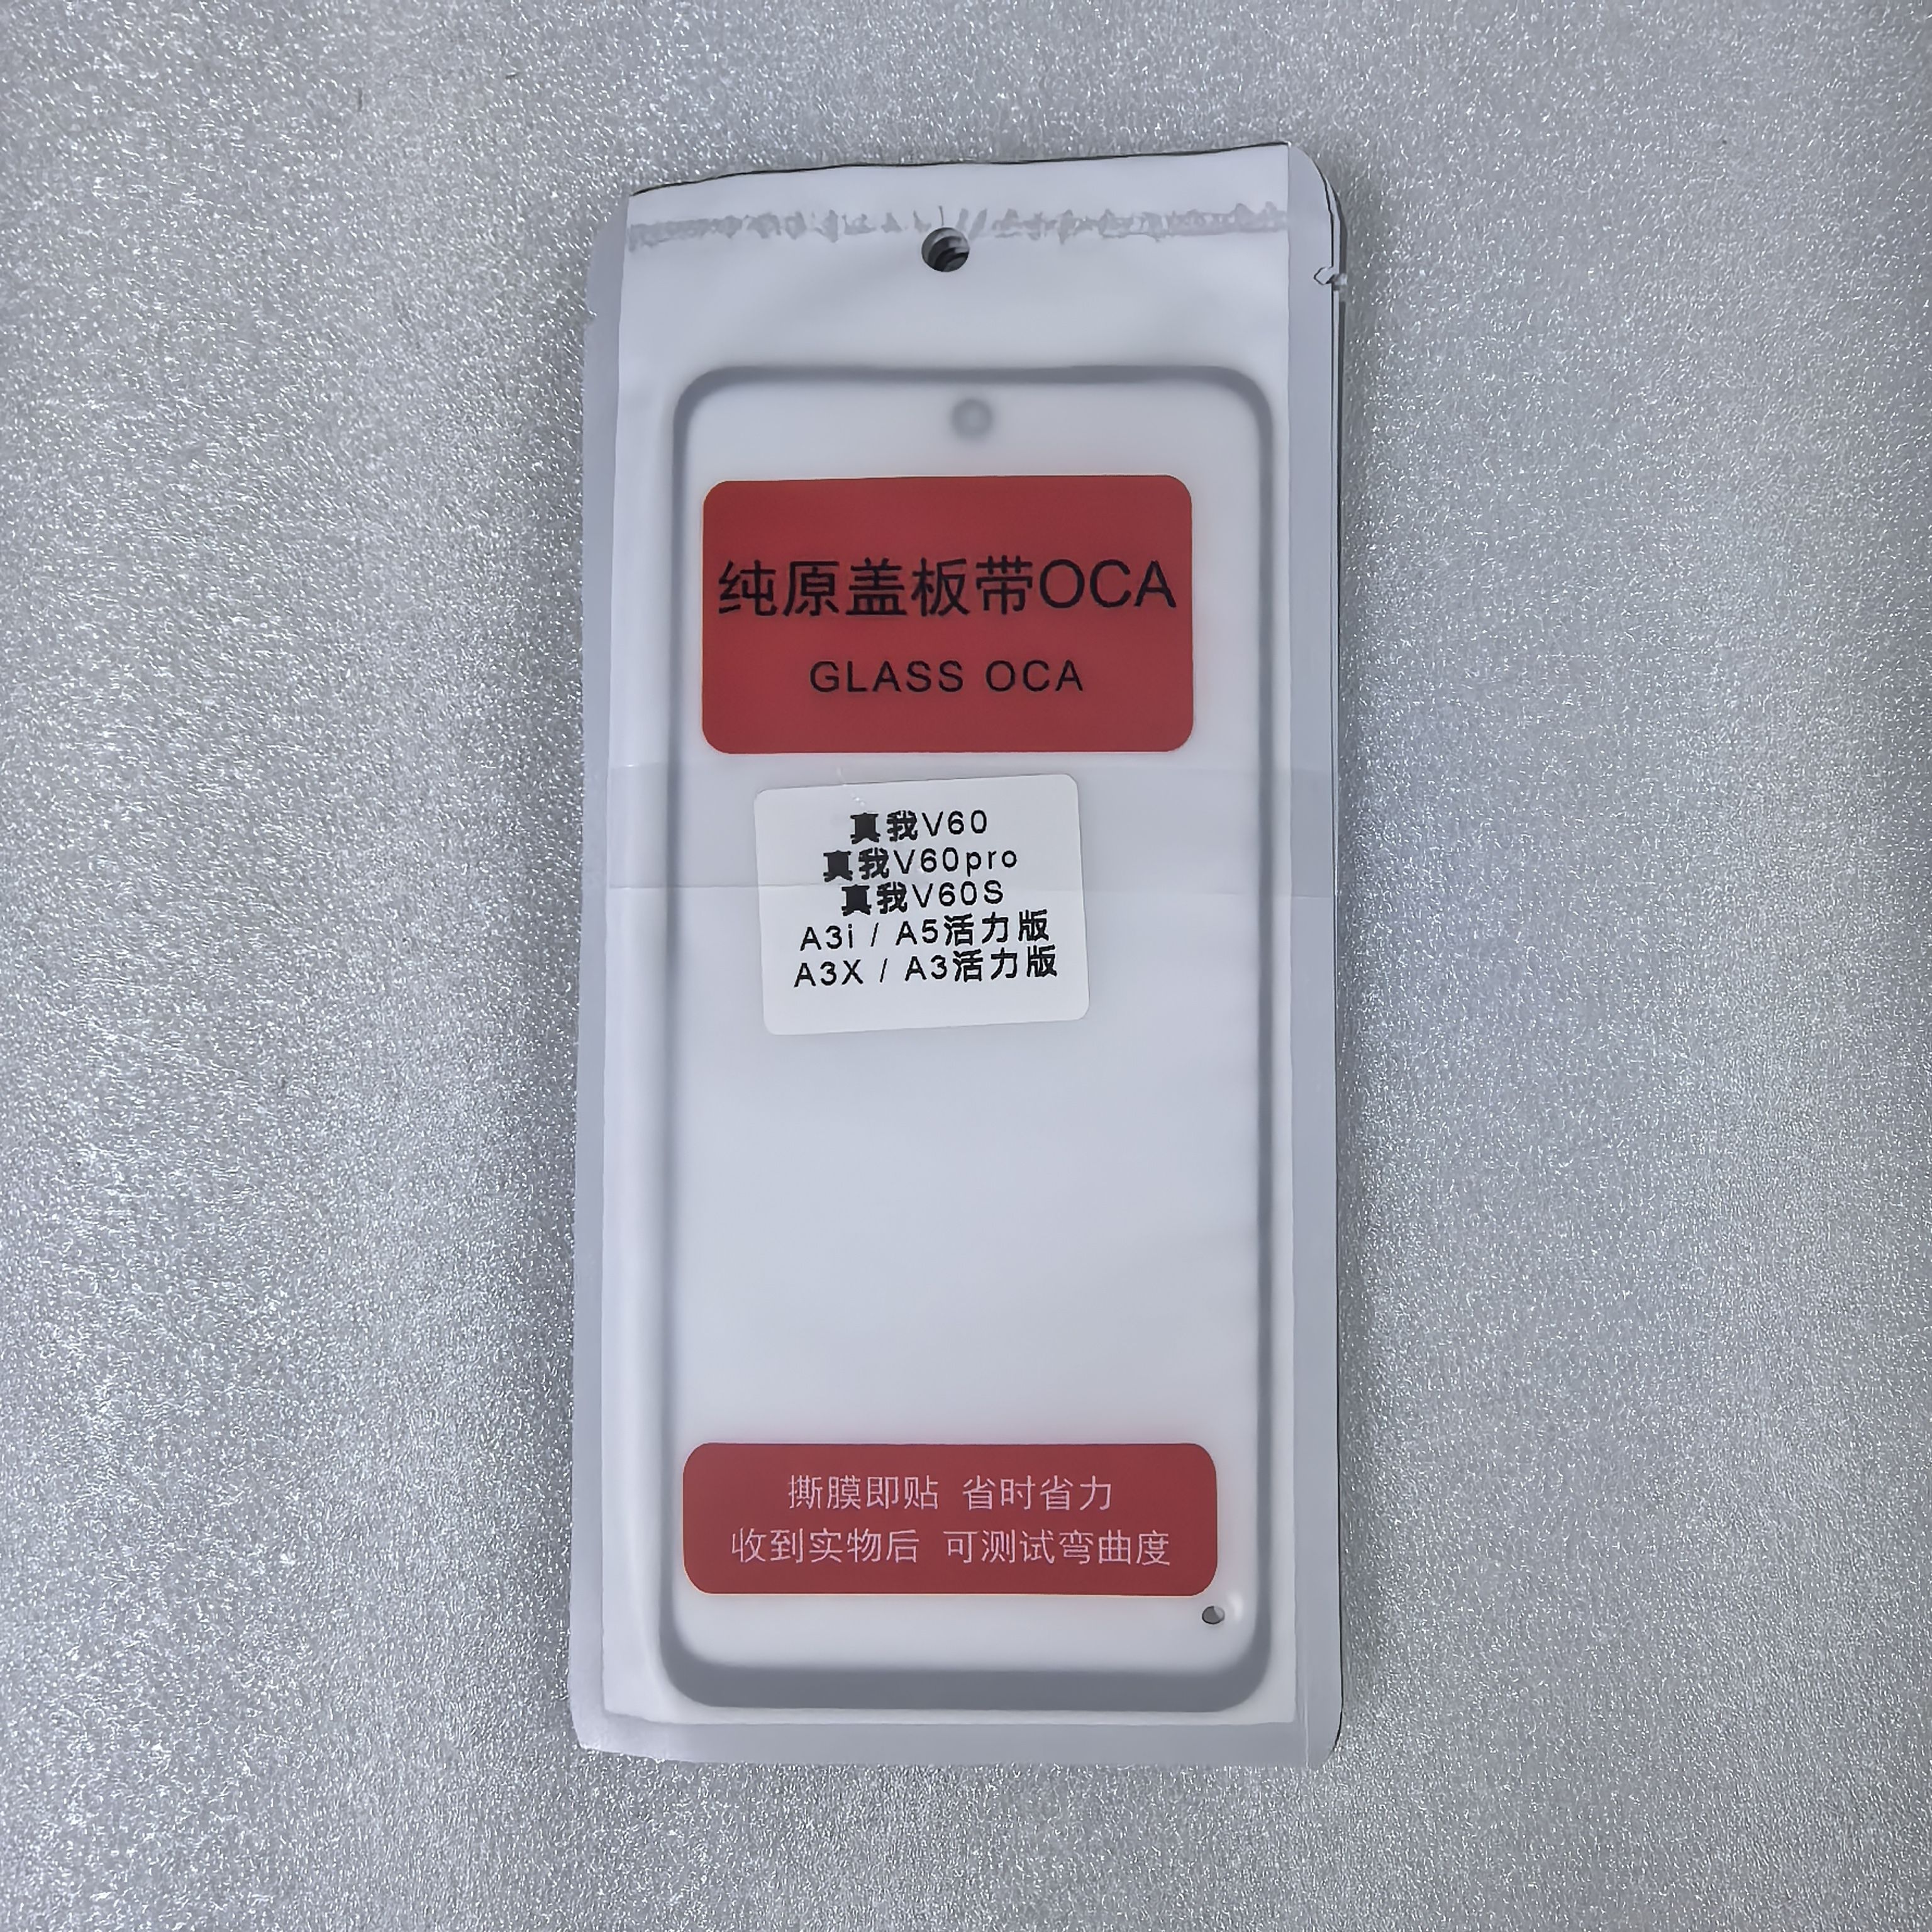 纯原盖板带OCA
GLASS OCA
真我V60
真我V60pro
真我V60S
A3i / A5活力版
A3X / A3活力版
撕膜即贴 省时省力
收到实物后 可测试弯曲度